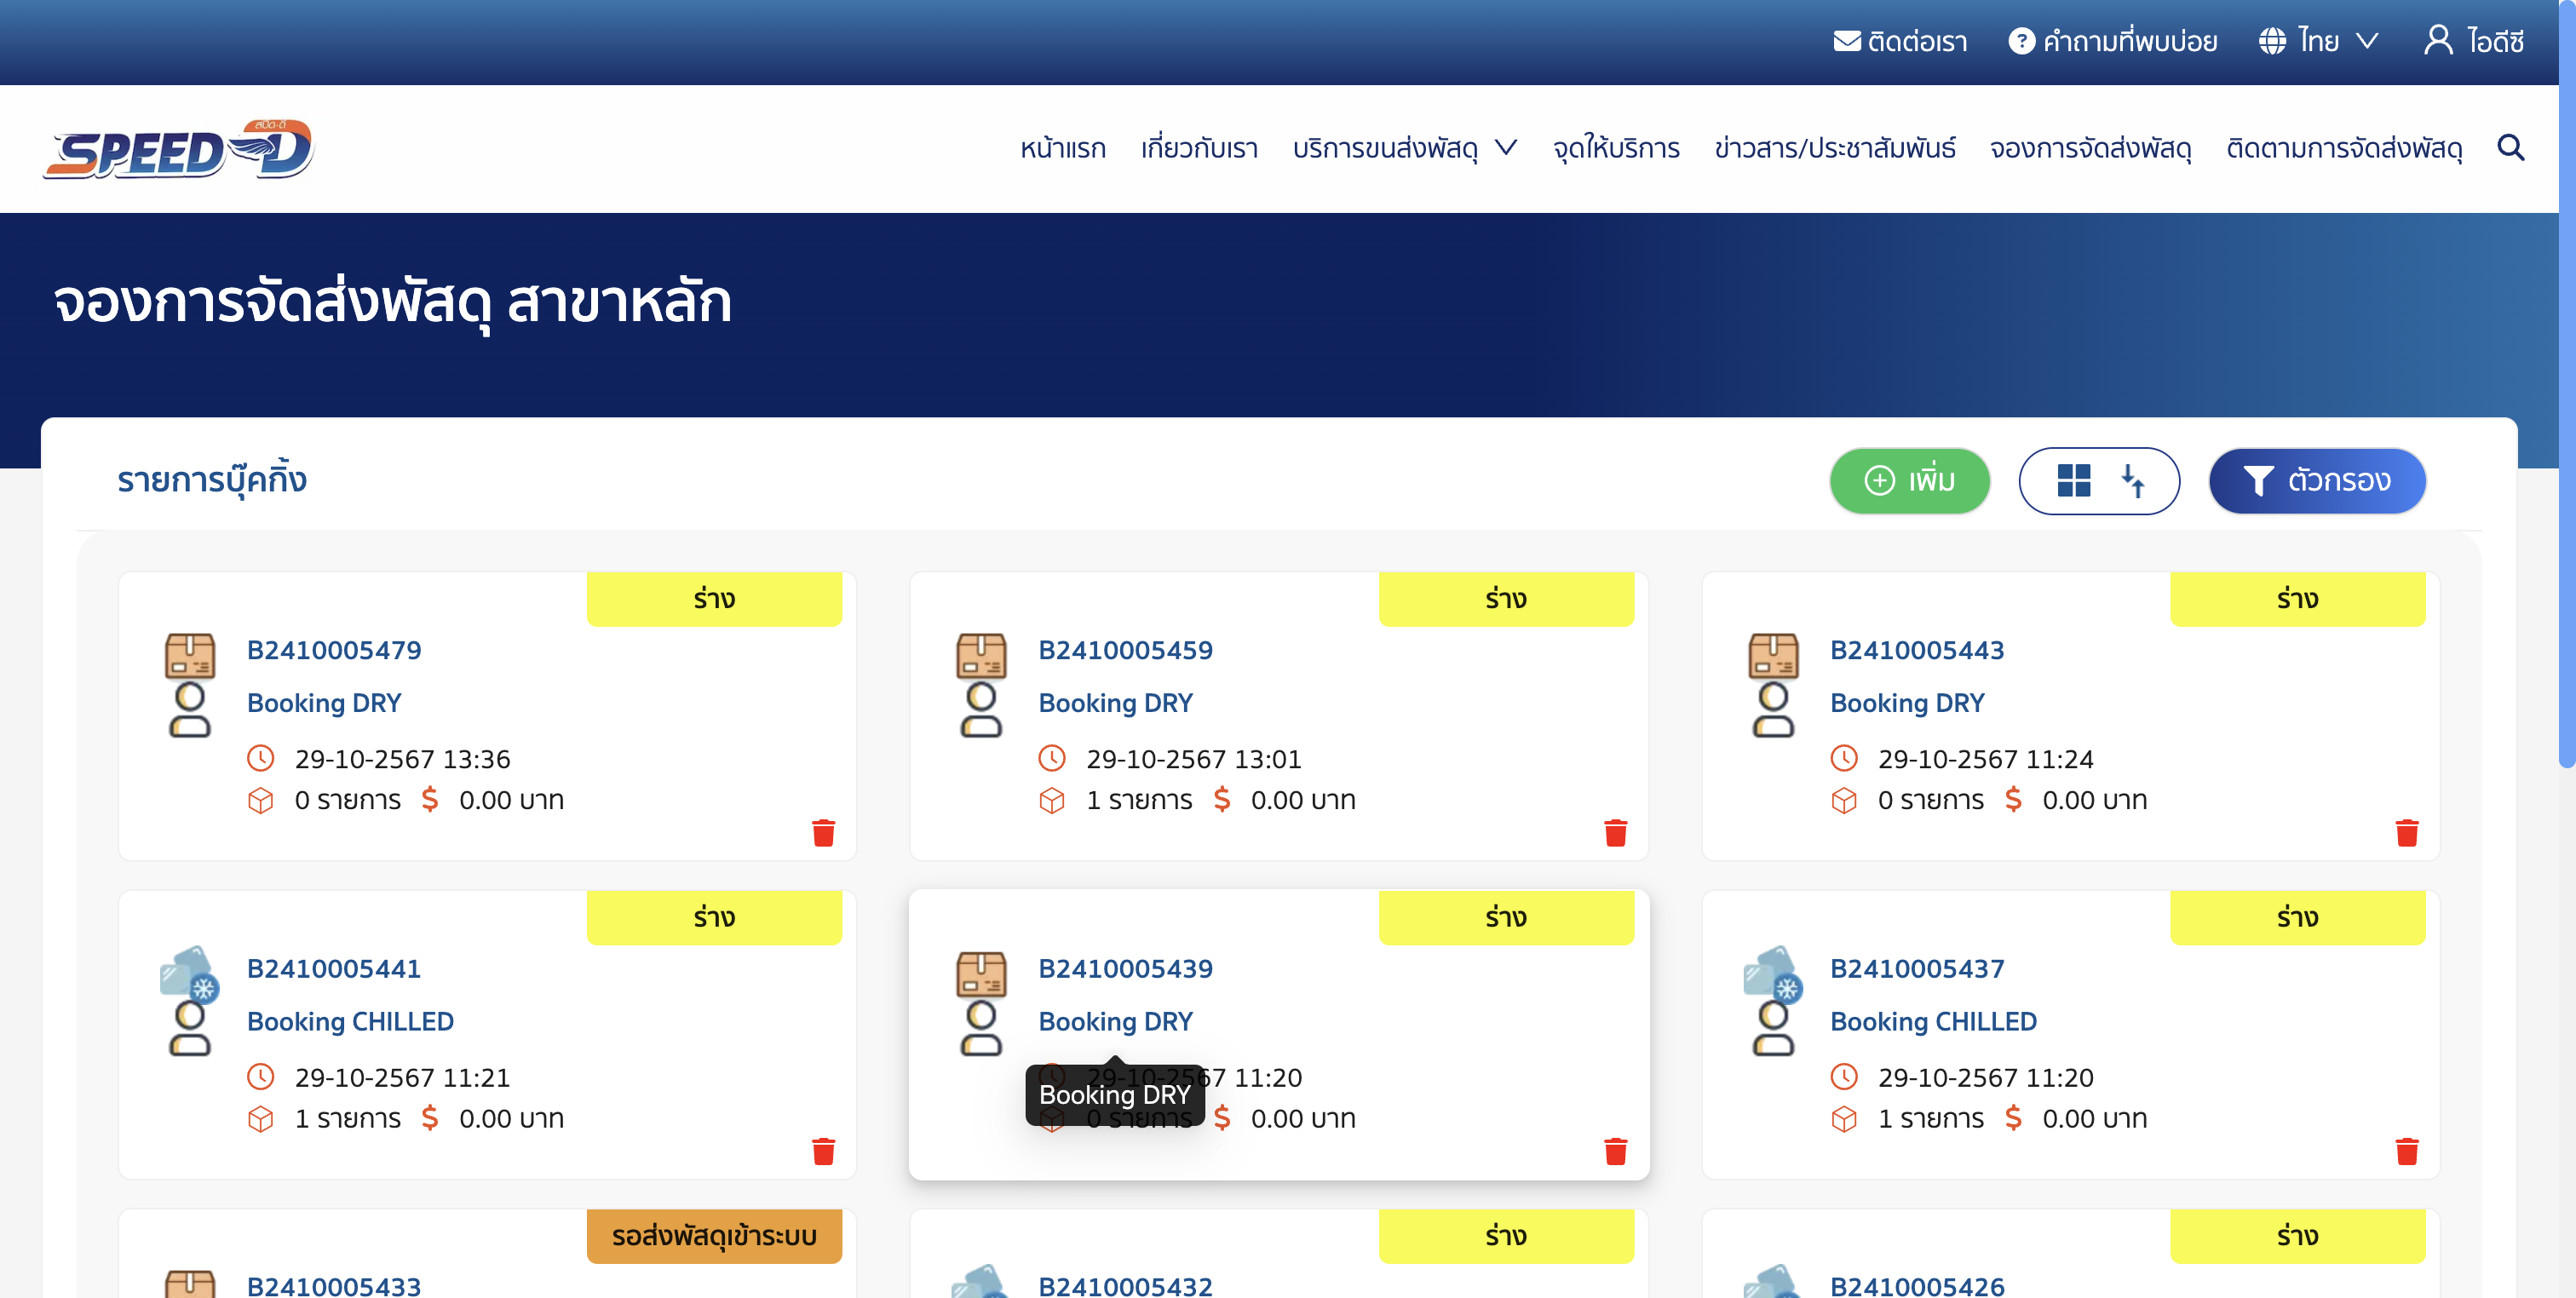 ติดต่อเรา คำถามที่พบบ่อย ไทย ไอดีซี
SPEED-D สปีด-ดี
หน้าแรก เกี่ยวกับเรา บริการขนส่งพัสดุ จุดให้บริการ ข่าวสาร/ประชาสัมพันธ์ จองการจัดส่งพัสดุ ติดตามการจัดส่งพัสดุ
จองการจัดส่งพัสดุ สาขาหลัก
รายการบุ๊คกิ้ง
เพิ่ม
ตัวกรอง
ร่าง
B2410005479
Booking DRY
29-10-2567 13:36
0 รายการ $ 0.00 บาท
ร่าง
B2410005459
Booking DRY
29-10-2567 13:01
1 รายการ $ 0.00 บาท
ร่าง
B2410005443
Booking DRY
29-10-2567 11:24
0 รายการ $ 0.00 บาท
ร่าง
B2410005441
Booking CHILLED
29-10-2567 11:21
1 รายการ $ 0.00 บาท
ร่าง
B2410005439
Booking DRY
29-10-2567 11:20
Booking DRY
0 รายการ $ 0.00 บาท
ร่าง
B2410005437
Booking CHILLED
29-10-2567 11:20
1 รายการ $ 0.00 บาท
รอส่งพัสดุเข้าระบบ
B2410005433
ร่าง
B2410005432
ร่าง
B2410005426